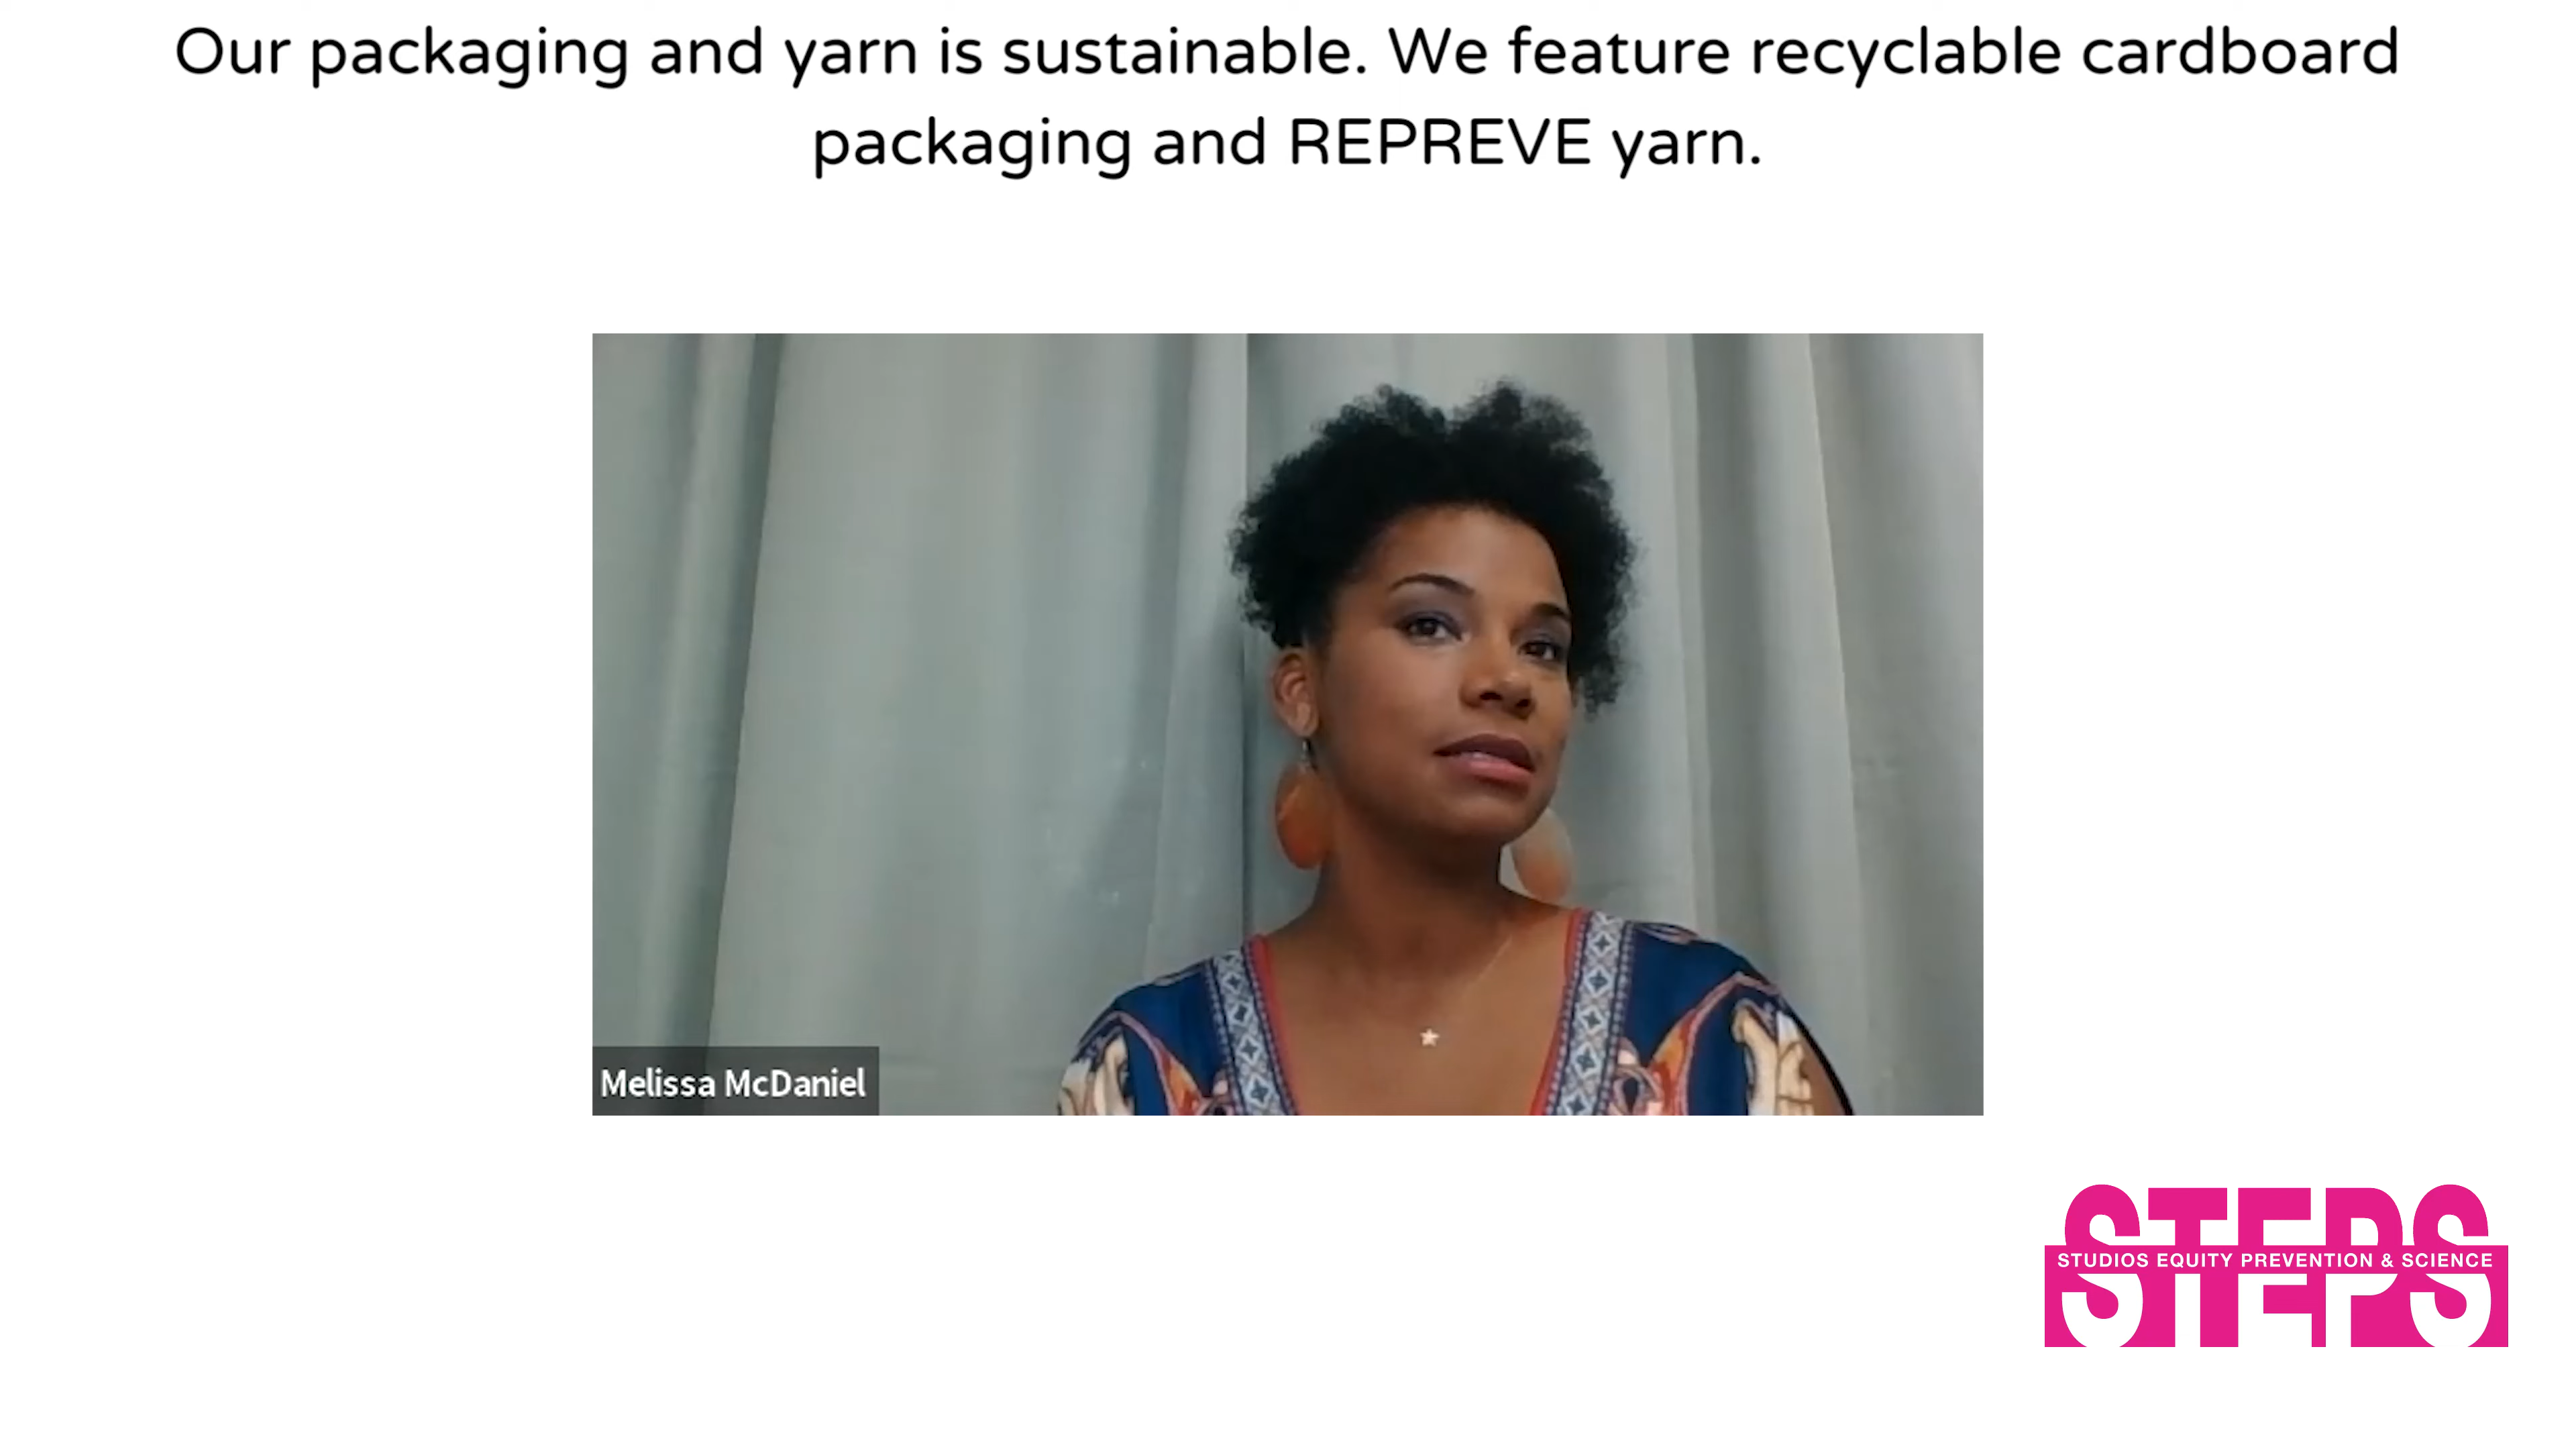 Our packaging and yarn is sustainable. We feature recyclable cardboard
packaging and REPREVE yarn.
Melissa McDaniel
STEPS
STUDIOS EQUITY PREVENTION & SCIENCE